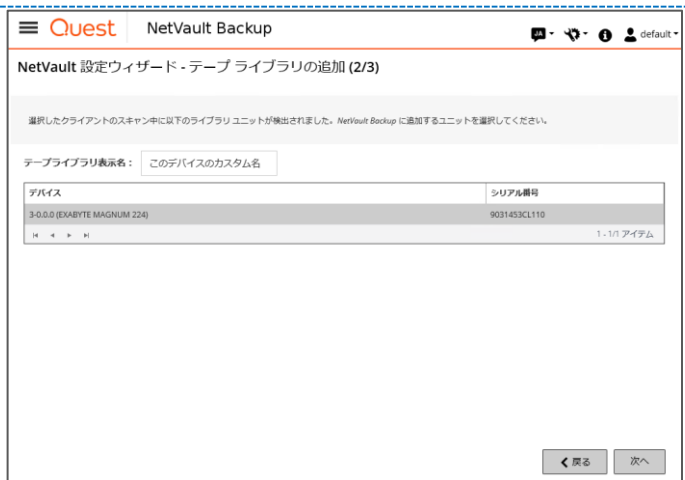 Quest NetVault Backup JA default
NetVault 設定ウィザード - テープ ライブラリの追加 (2/3)
選択したクライアントのスキャン中に以下のライブラリ ユニットが検出されました。NetVault Backup に追加するユニットを選択してください。
テープライブラリ表示名： このデバイスのカスタム名
デバイス シリアル番号
3-0.0.0 (EXABYTE MAGNUM 224) 9031453CL110
1 - 1/1 アイテム
戻る 次へ